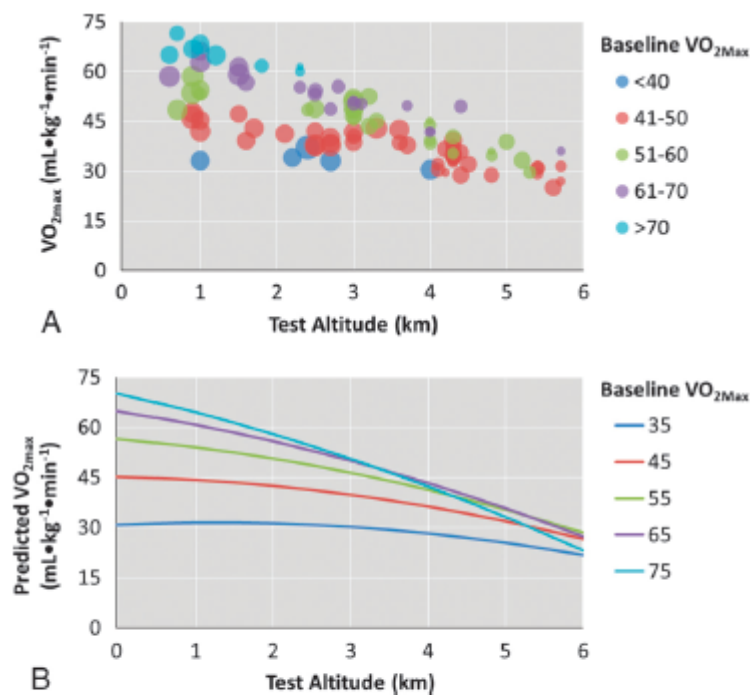 75
60
45
30
15
0
VO2max (mL•kg-1•min-1)
0 1 2 3 4 5 6
Test Altitude (km)
A
Baseline VO2Max
<40
41-50
51-60
61-70
>70
75
60
45
30
15
0
Predicted VO2max
(mL•kg-1•min-1)
0 1 2 3 4 5 6
Test Altitude (km)
B
Baseline VO2Max
35
45
55
65
75